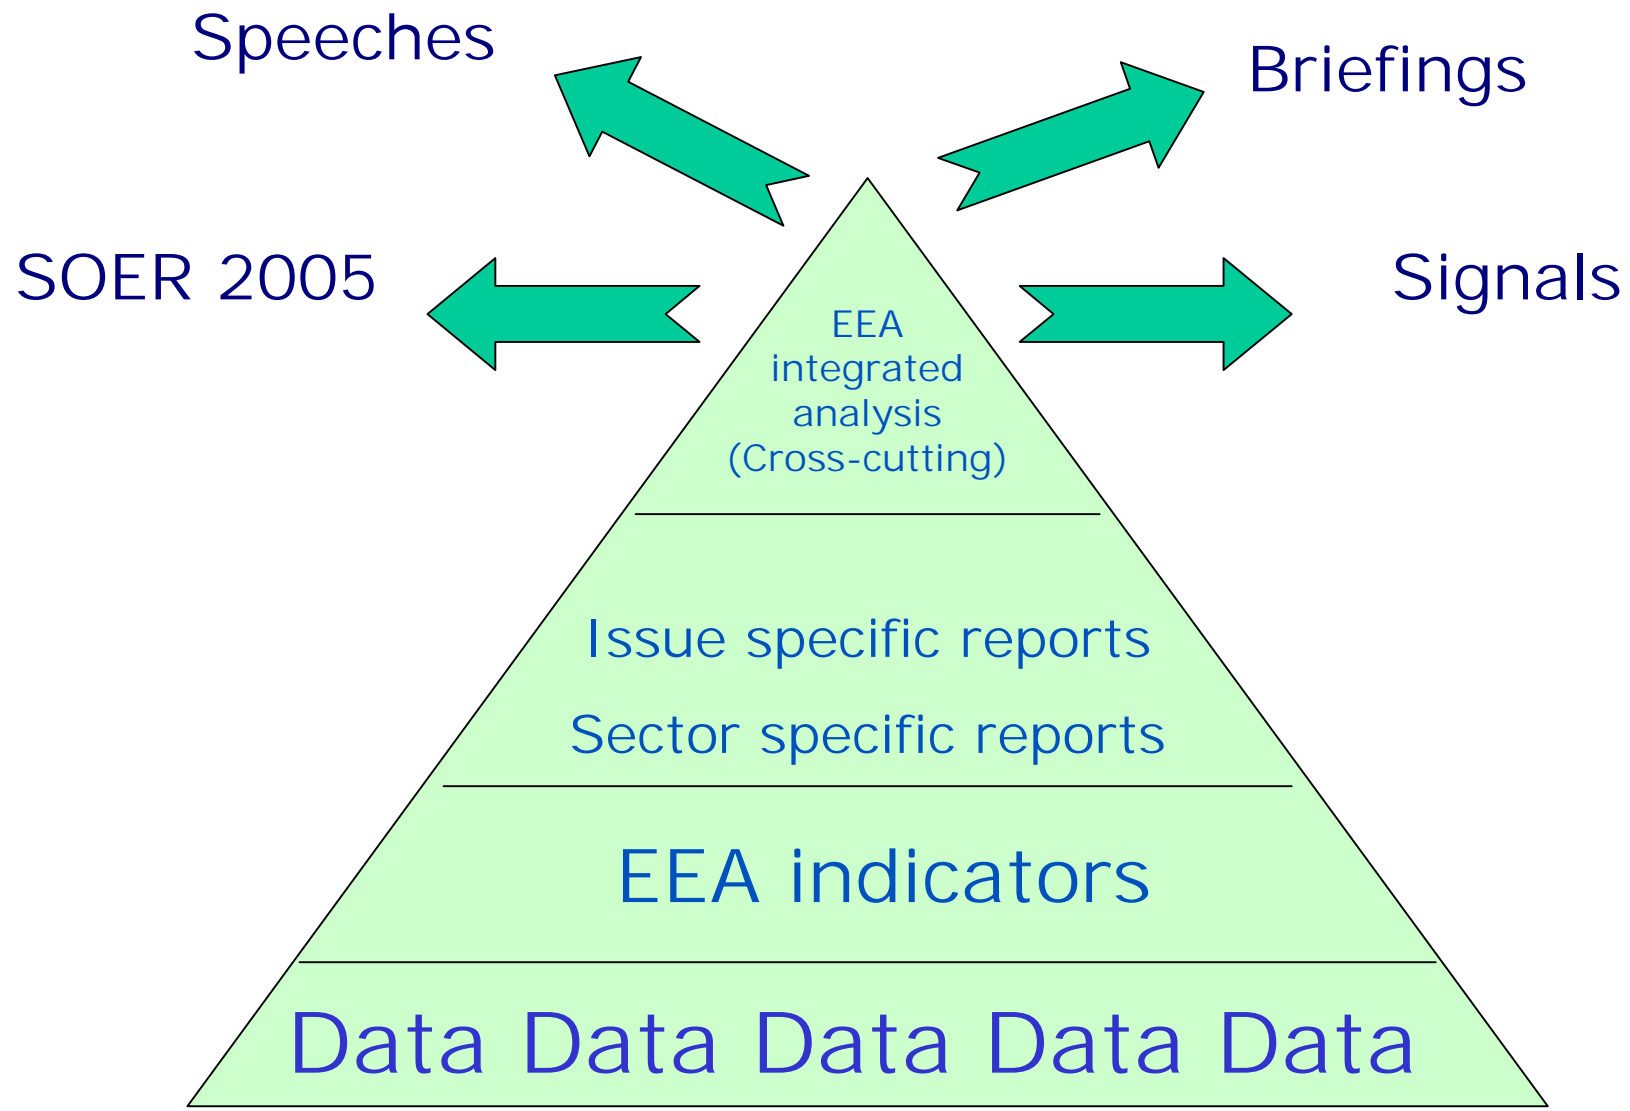 Speeches
Briefings
SOER 2005
Signals
EEA
integrated
analysis
(Cross-cutting)
Issue specific reports
Sector specific reports
EEA indicators
Data Data Data Data Data